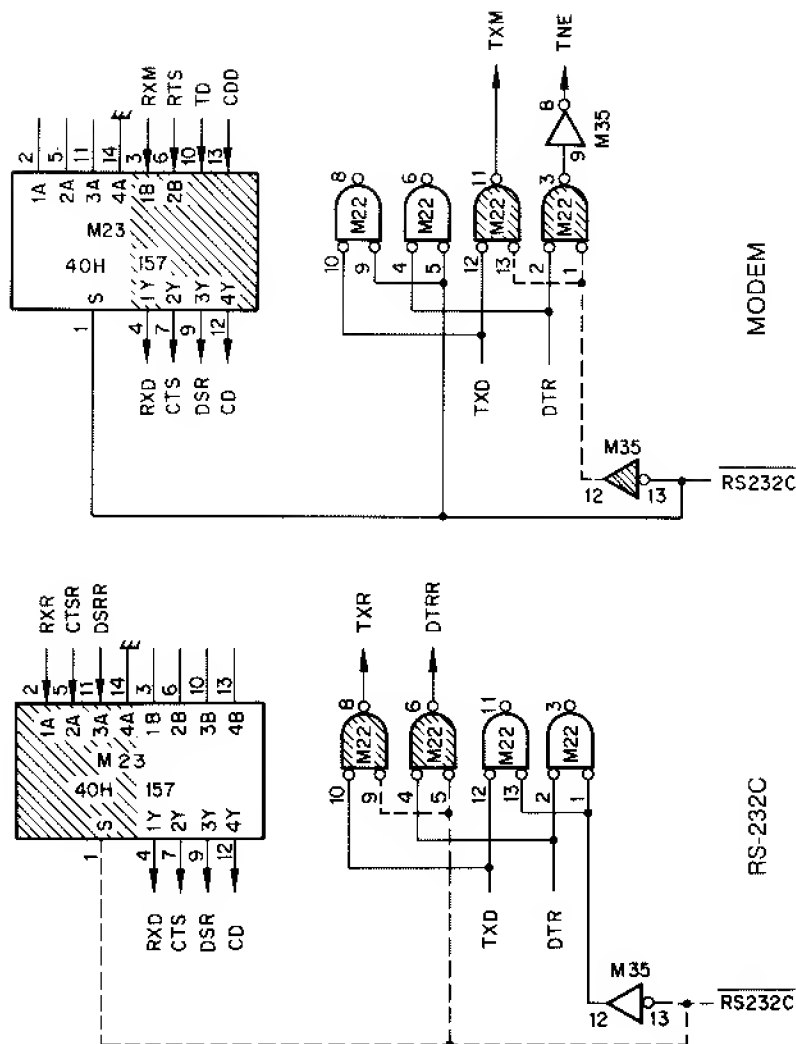 2
5
11
14
3
6
10
13
RXM
RTS
TD
CDD
1A
2A
3A
4A
1B
2B
M23
40H
157
S
1Y
2Y
3Y
4Y
1
4
7
9
12
RXD
CTS
DSR
CD
TXM
TNE
8
M35
9
8
6
11
3
M22
M22
M22
M22
10
9
4
5
12
13
2
1
TXD
DTR
M35
12
13
RS232C
MODEM
RXR
CTSR
DSRR
2
5
11
14
3
6
10
13
1A
2A
3A
4A
1B
2B
3B
4B
M23
40H
157
S
1Y
2Y
3Y
4Y
1
4
7
9
12
RXD
CTS
DSR
CD
TXR
DTRR
8
6
11
3
M22
M22
M22
M22
10
9
4
5
12
13
2
1
TXD
DTR
M35
12
13
RS232C
RS-232C